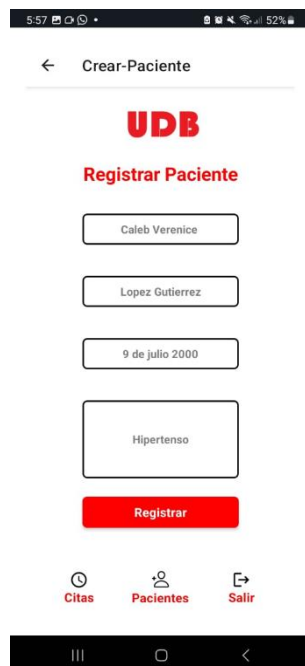 5:57 52%
Crear-Paciente
UDB
Registrar Paciente
Caleb Verenice
Lopez Gutierrez
9 de julio 2000
Hipertenso
Registrar
Citas Pacientes Salir